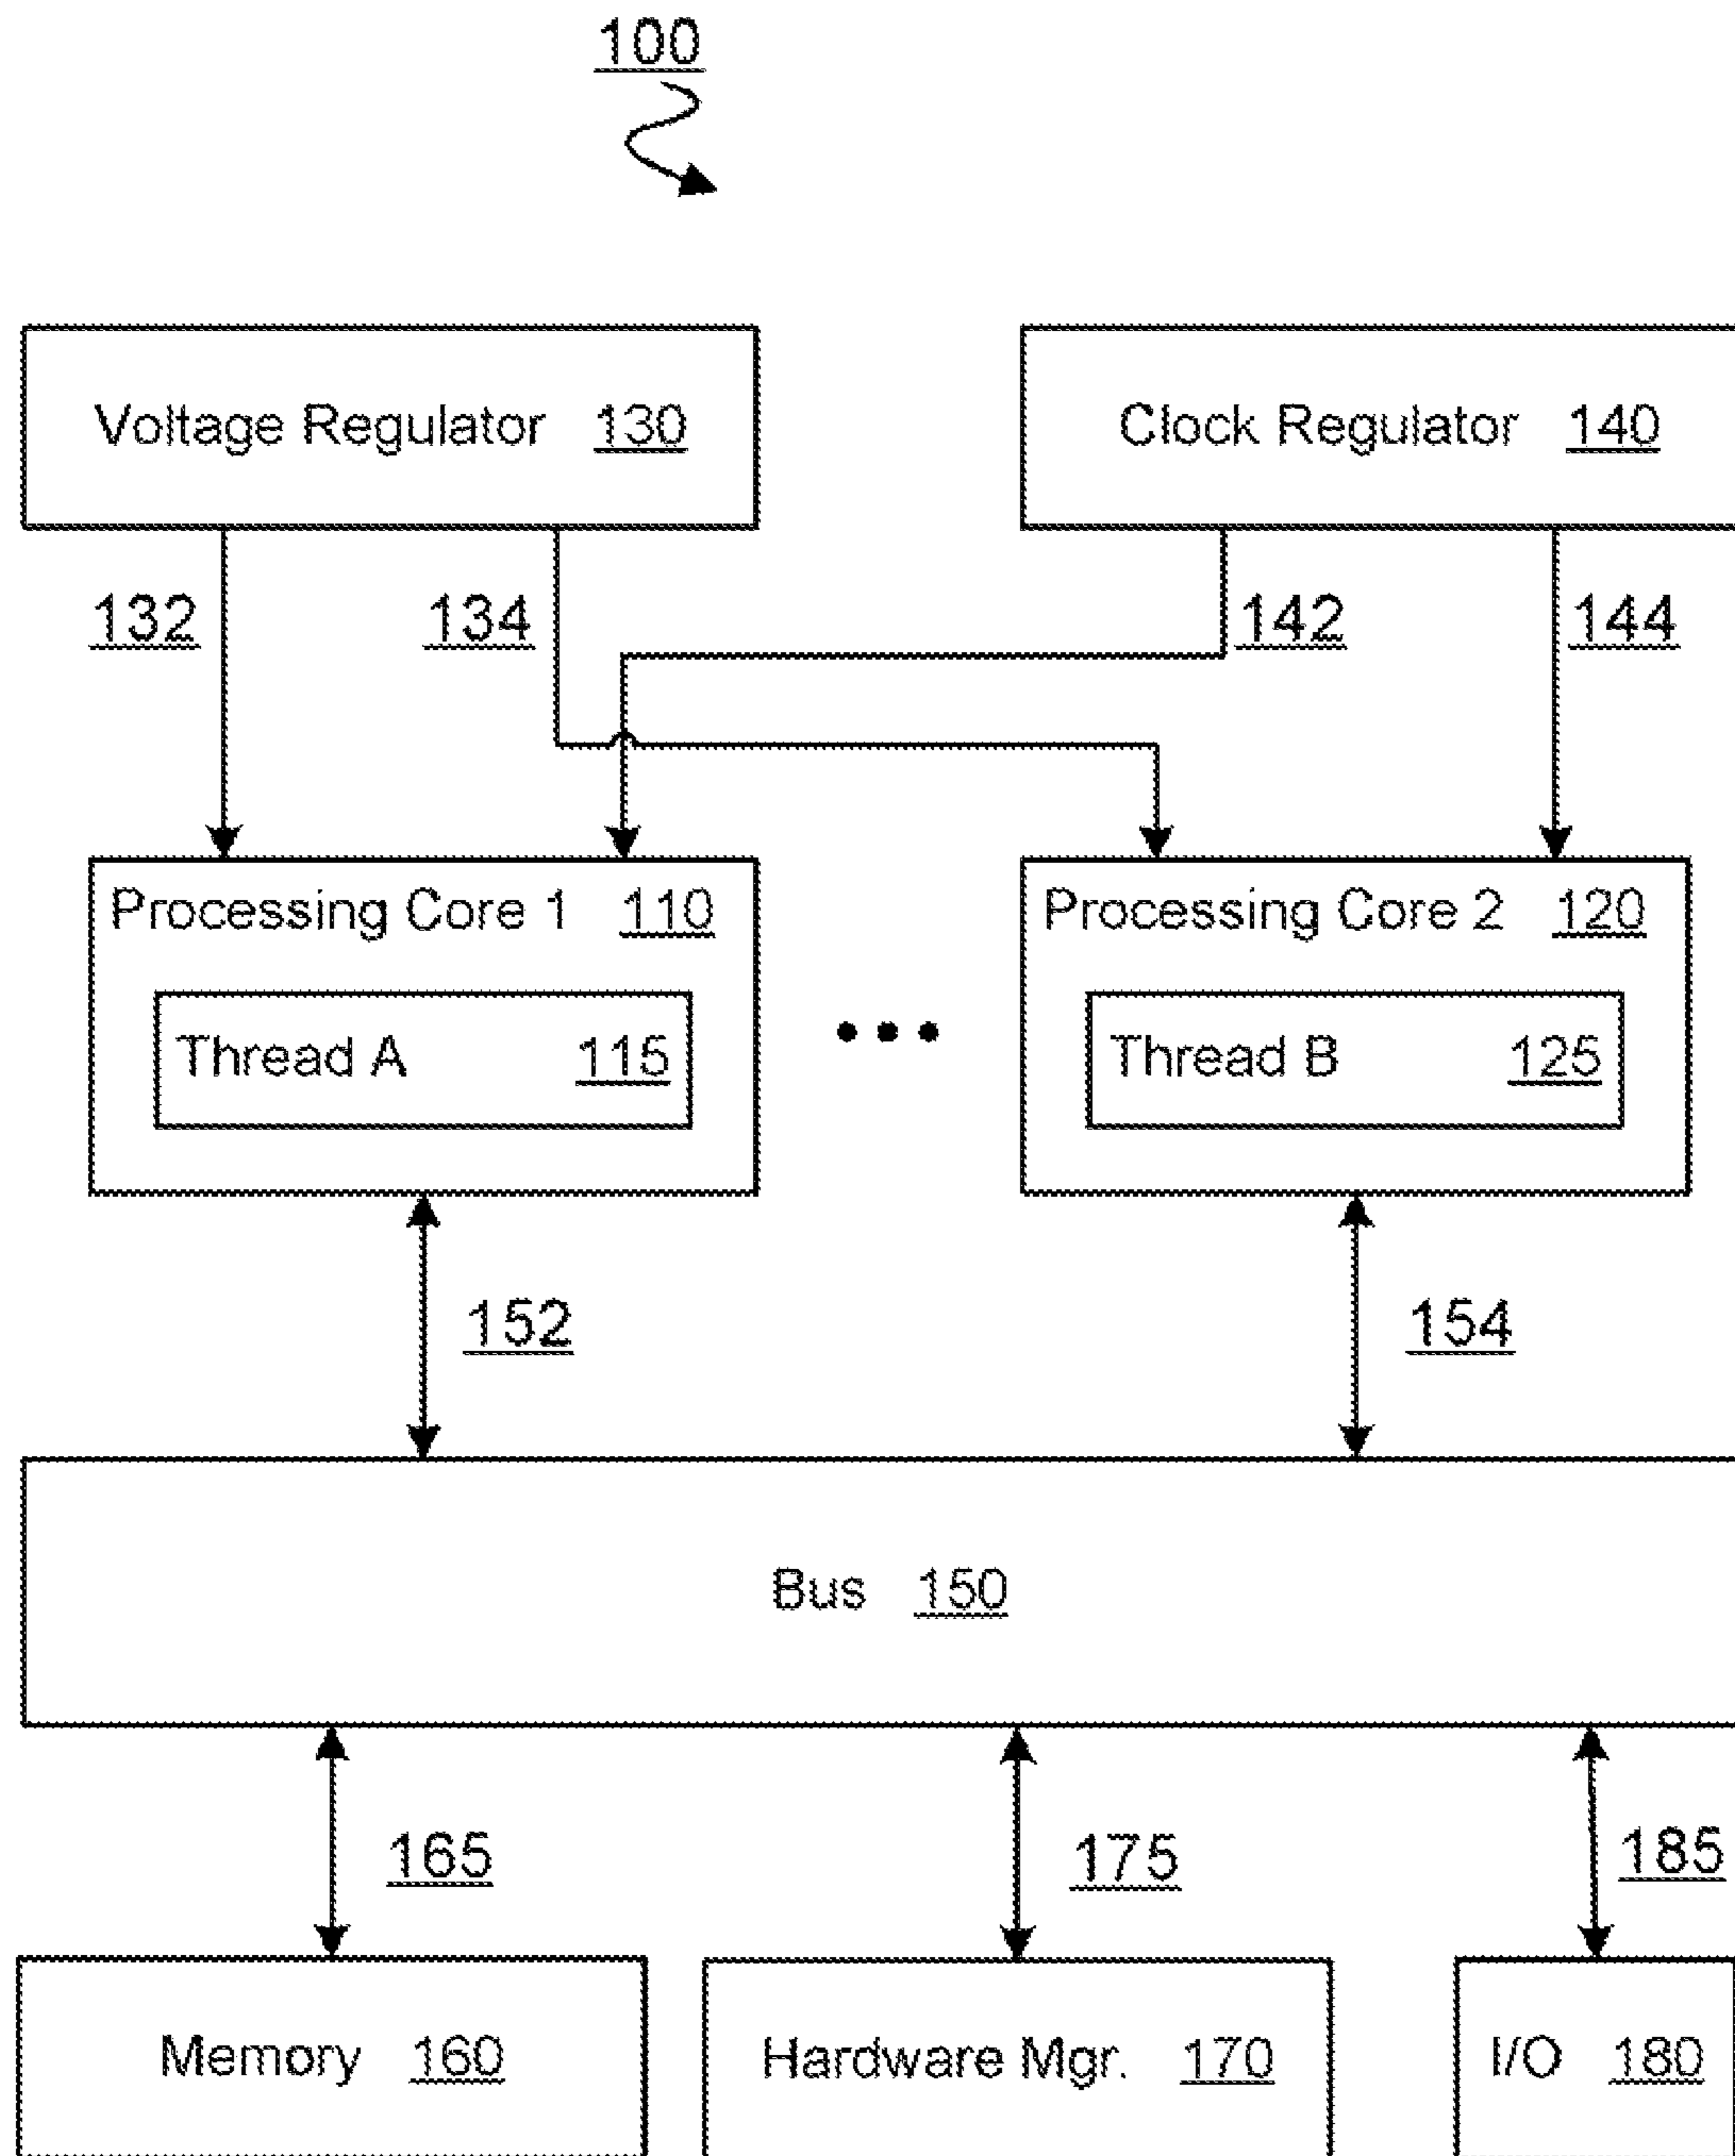 100
Voltage Regulator 130
Clock Regulator 140
132
134
142
144
Processing Core 1 110
Processing Core 2 120
Thread A 115
Thread B 125
152
154
Bus 150
165
175
185
Memory 160
Hardware Mgr. 170
I/O 180